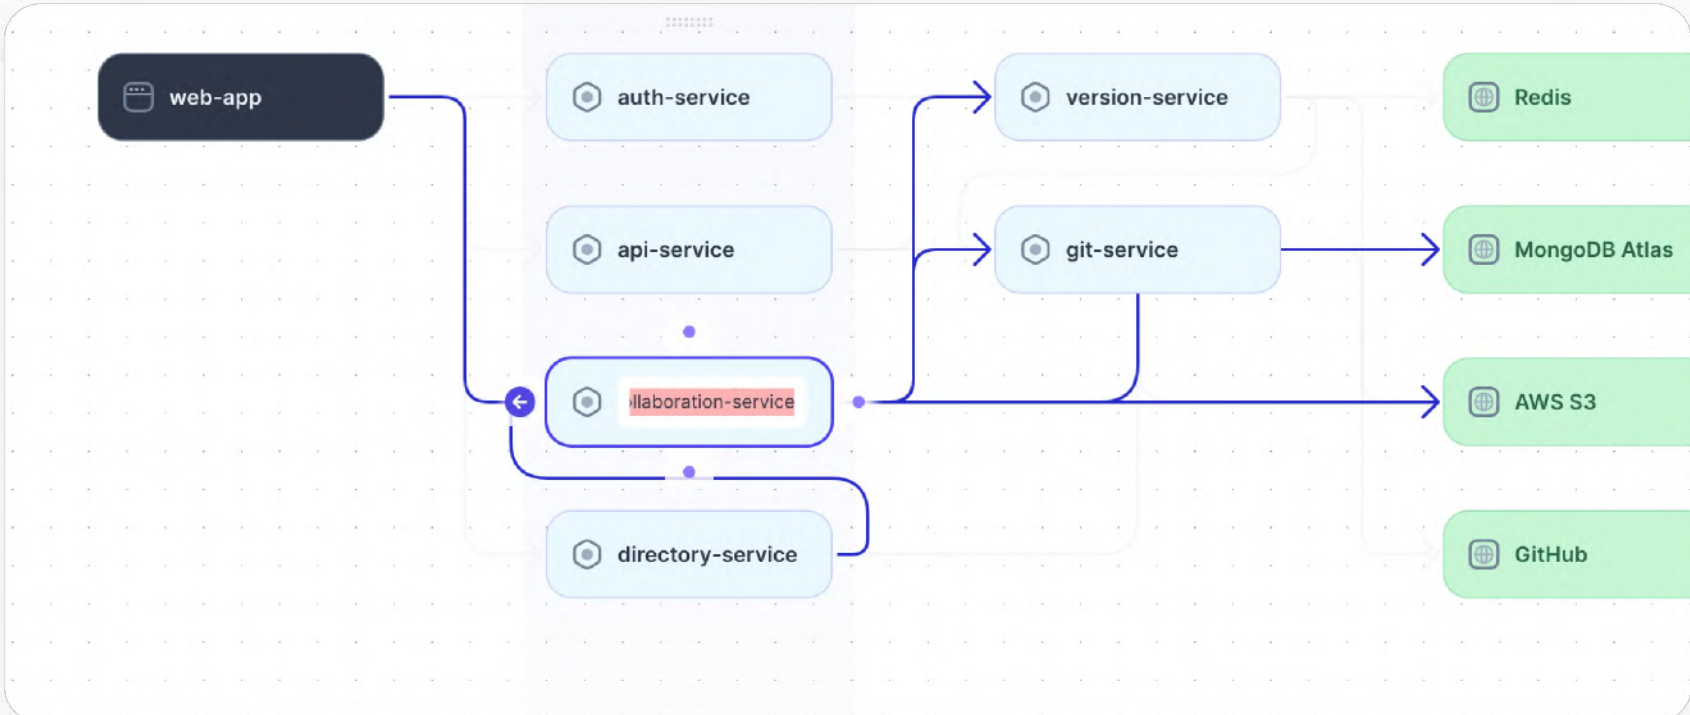 web-app
auth-service
version-service
Redis
api-service
git-service
MongoDB Atlas
llaboration-service
AWS S3
directory-service
GitHub